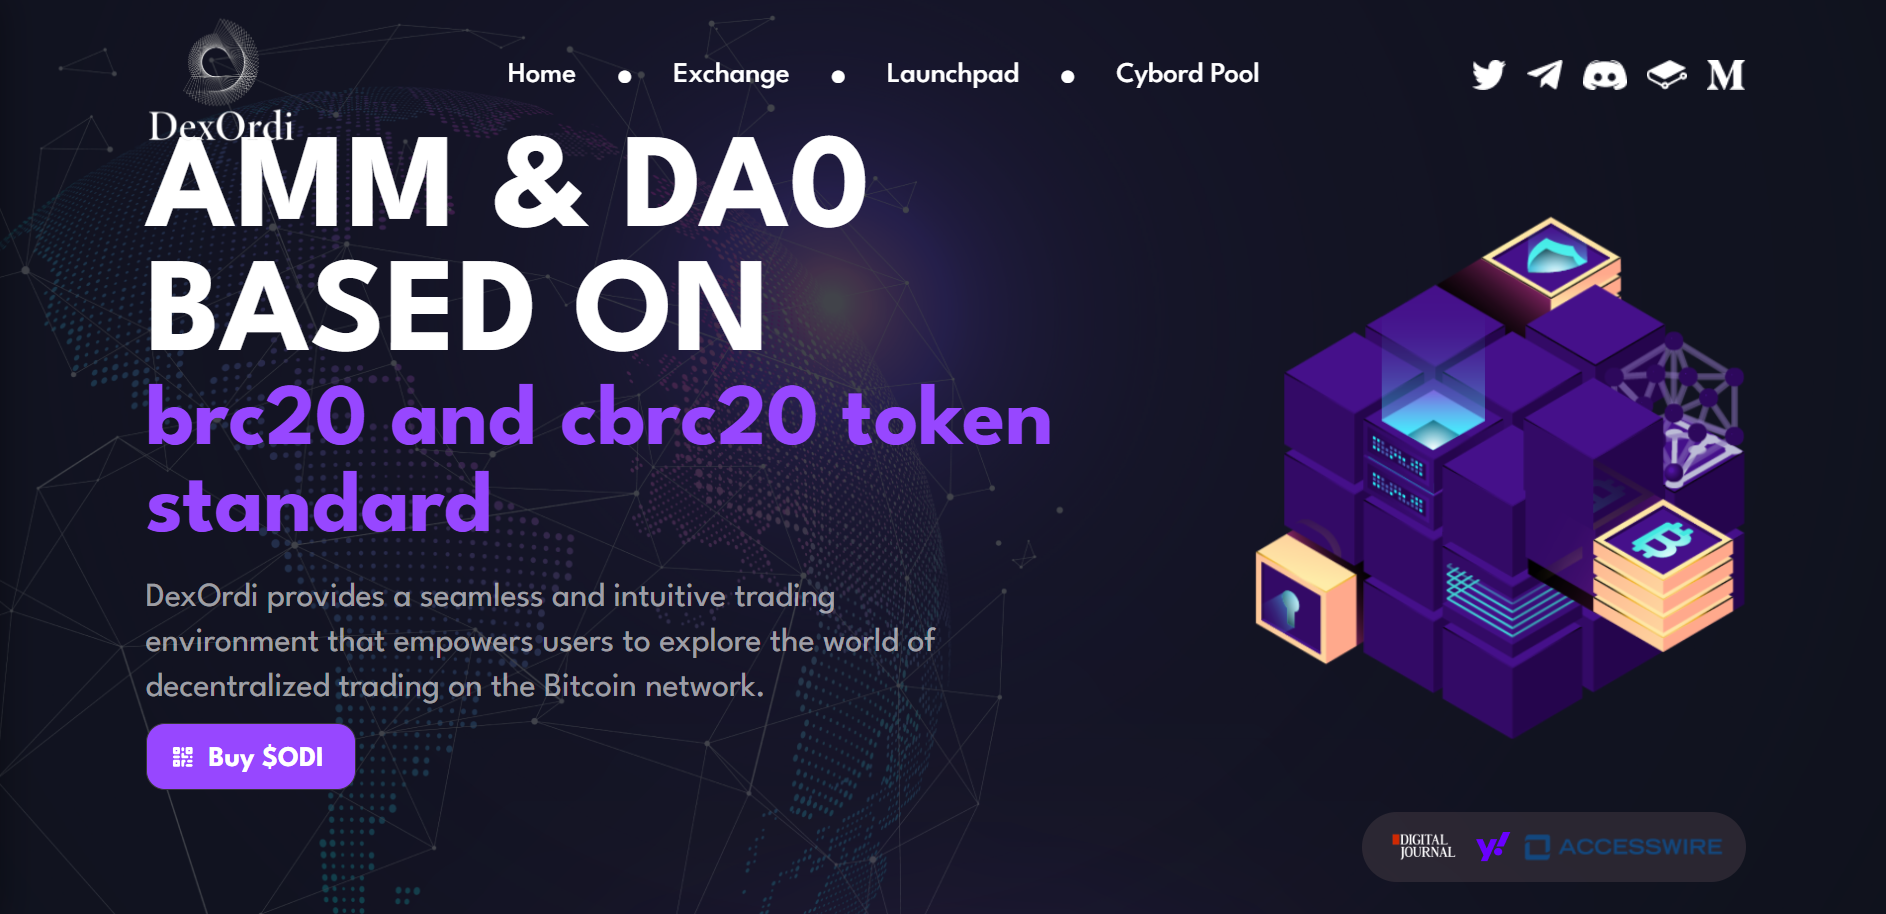 DexOrdi
Home
Exchange
Launchpad
Cybord Pool
M
AMM & DA0
BASED ON
brc20 and cbrc20 token
standard
DexOrdi provides a seamless and intuitive trading
environment that empowers users to explore the world of
decentralized trading on the Bitcoin network.
Buy $ODI
DIGITAL
JOURNAL
y!
ACCESSWIRE